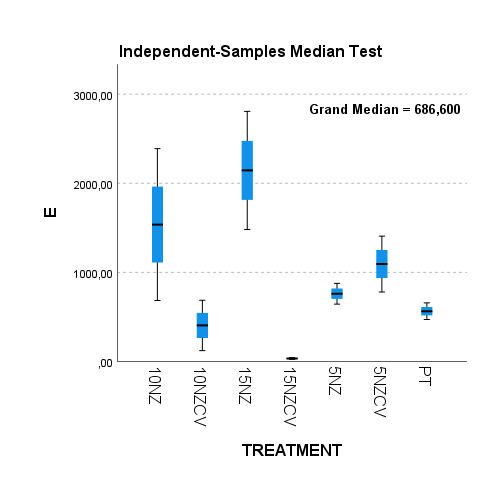 Independent-Samples Median Test
Grand Median = 686,600
3000,00
2000,00
1000,00
,00
E
10NZ
10NZCV
15NZ
15NZCV
5NZ
5NZCV
PT
TREATMENT